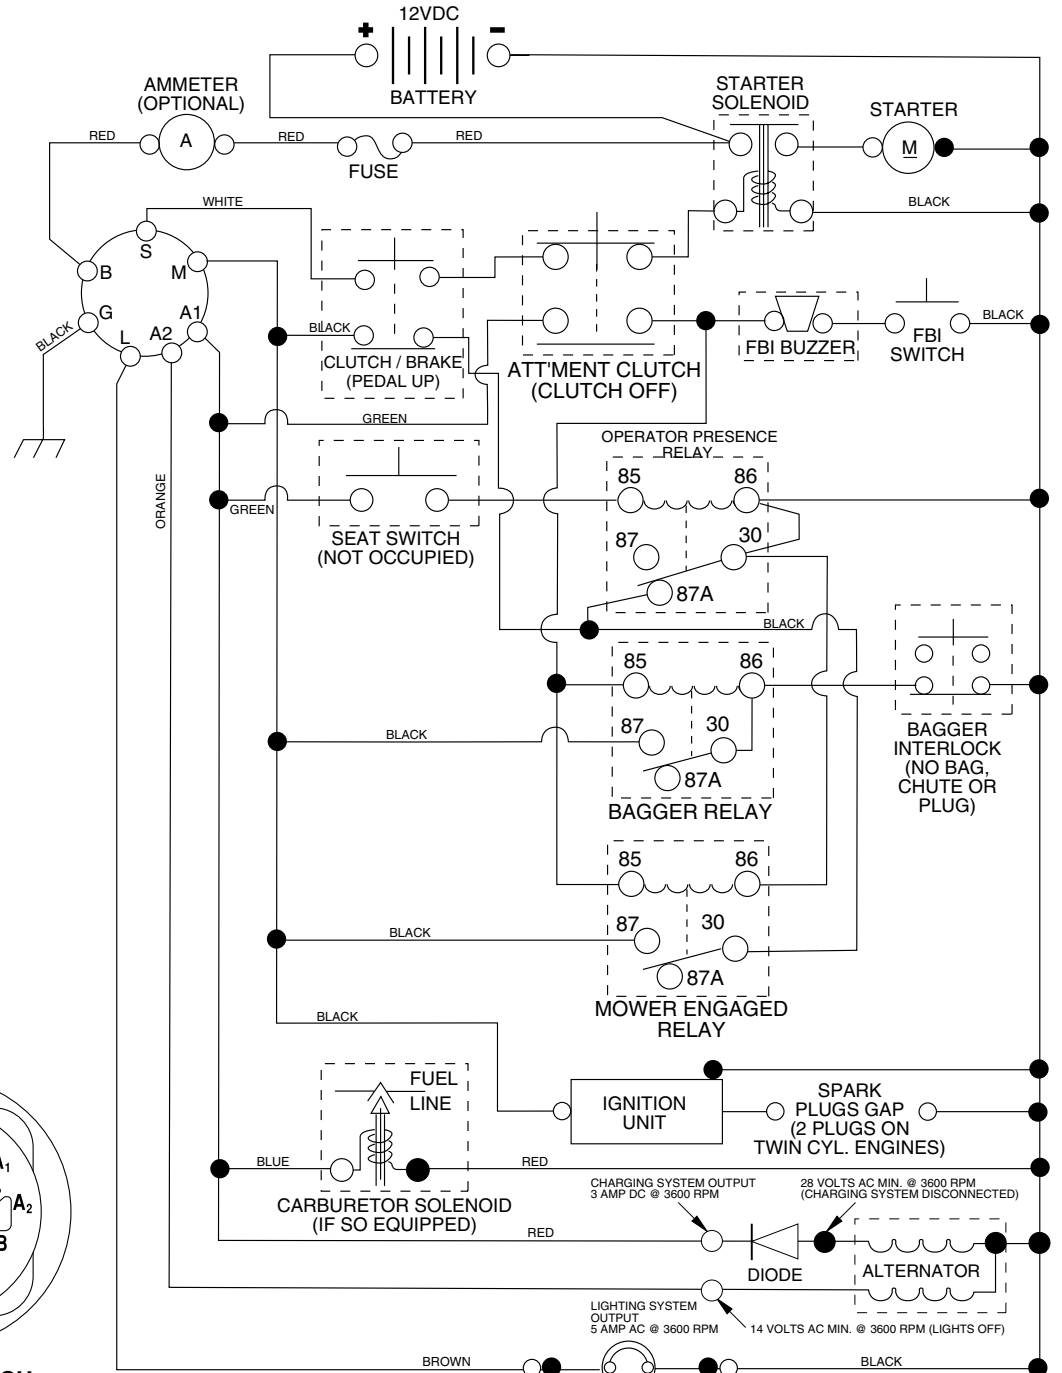 12VDC
+ -
BATTERY
AMMETER
(OPTIONAL)
STARTER
SOLENOID
STARTER
RED
A
RED
RED
FUSE
M
WHITE
BLACK
S
B
M
G
A1
L
A2
BLACK
BLACK
CLUTCH / BRAKE
(PEDAL UP)
ATT'MENT CLUTCH
(CLUTCH OFF)
FBI BUZZER
FBI
SWITCH
BLACK
GREEN
OPERATOR PRESENCE
RELAY
ORANGE
GREEN
SEAT SWITCH
(NOT OCCUPIED)
85
86
87
30
87A
BLACK
85
86
87
30
87A
BAGGER RELAY
BLACK
BAGGER
INTERLOCK
(NO BAG,
CHUTE OR
PLUG)
85
86
87
30
87A
MOWER ENGAGED
RELAY
BLACK
BLACK
FUEL
LINE
IGNITION
UNIT
SPARK
PLUGS GAP
(2 PLUGS ON
TWIN CYL. ENGINES)
BLUE
RED
CARBURETOR SOLENOID
(IF SO EQUIPPED)
CHARGING SYSTEM OUTPUT
3 AMP DC @ 3600 RPM
28 VOLTS AC MIN. @ 3600 RPM
(CHARGING SYSTEM DISCONNECTED)
RED
DIODE
ALTERNATOR
LIGHTING SYSTEM
OUTPUT
5 AMP AC @ 3600 RPM
14 VOLTS AC MIN. @ 3600 RPM (LIGHTS OFF)
BROWN
BLACK
A1
A2
B